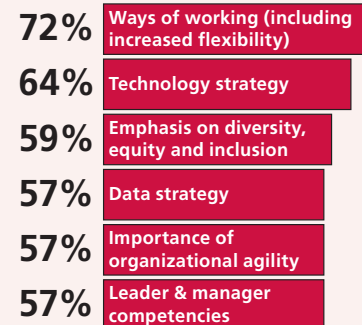 72% Ways of working (including
increased flexibility)
64% Technology strategy
59% Emphasis on diversity,
equity and inclusion
57% Data strategy
57% Importance of
organizational agility
57% Leader & manager
competencies